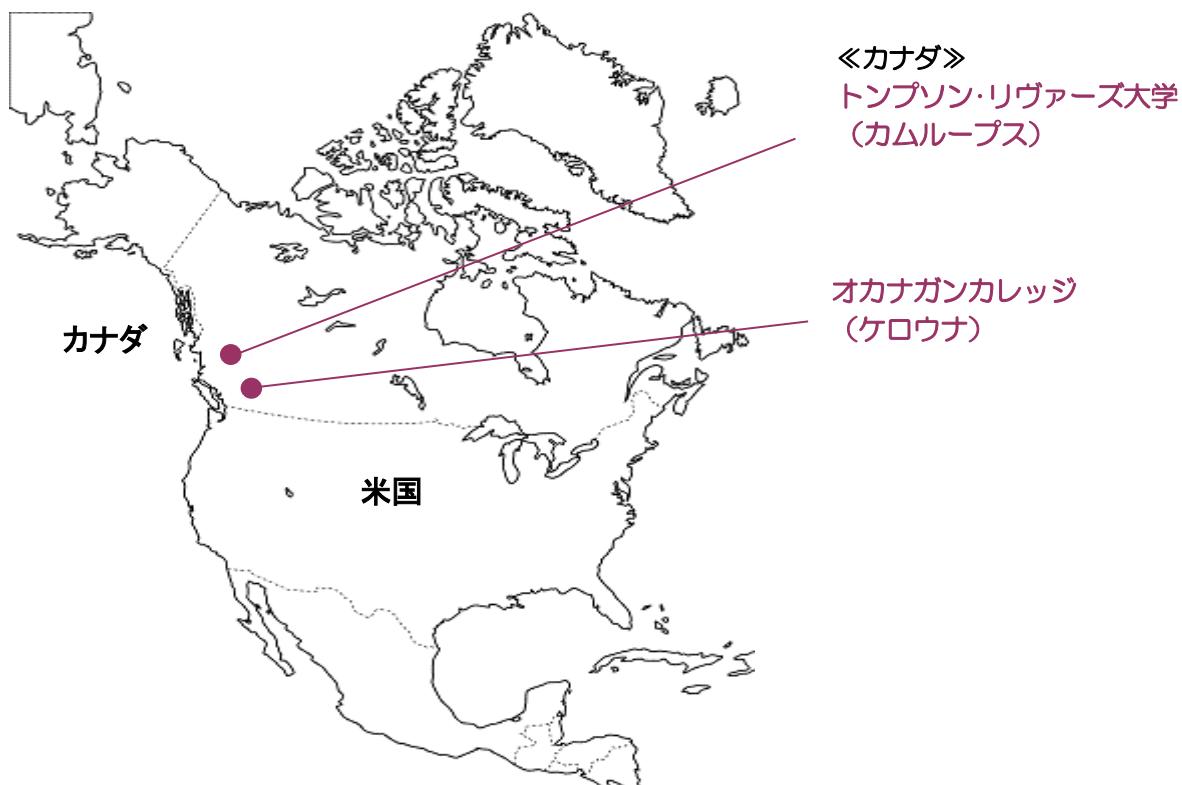 ≪カナダ≫
トンプソン・リヴァーズ大学
（カムループス）
オカナガンカレッジ
（ケロウナ）
カナダ
米国